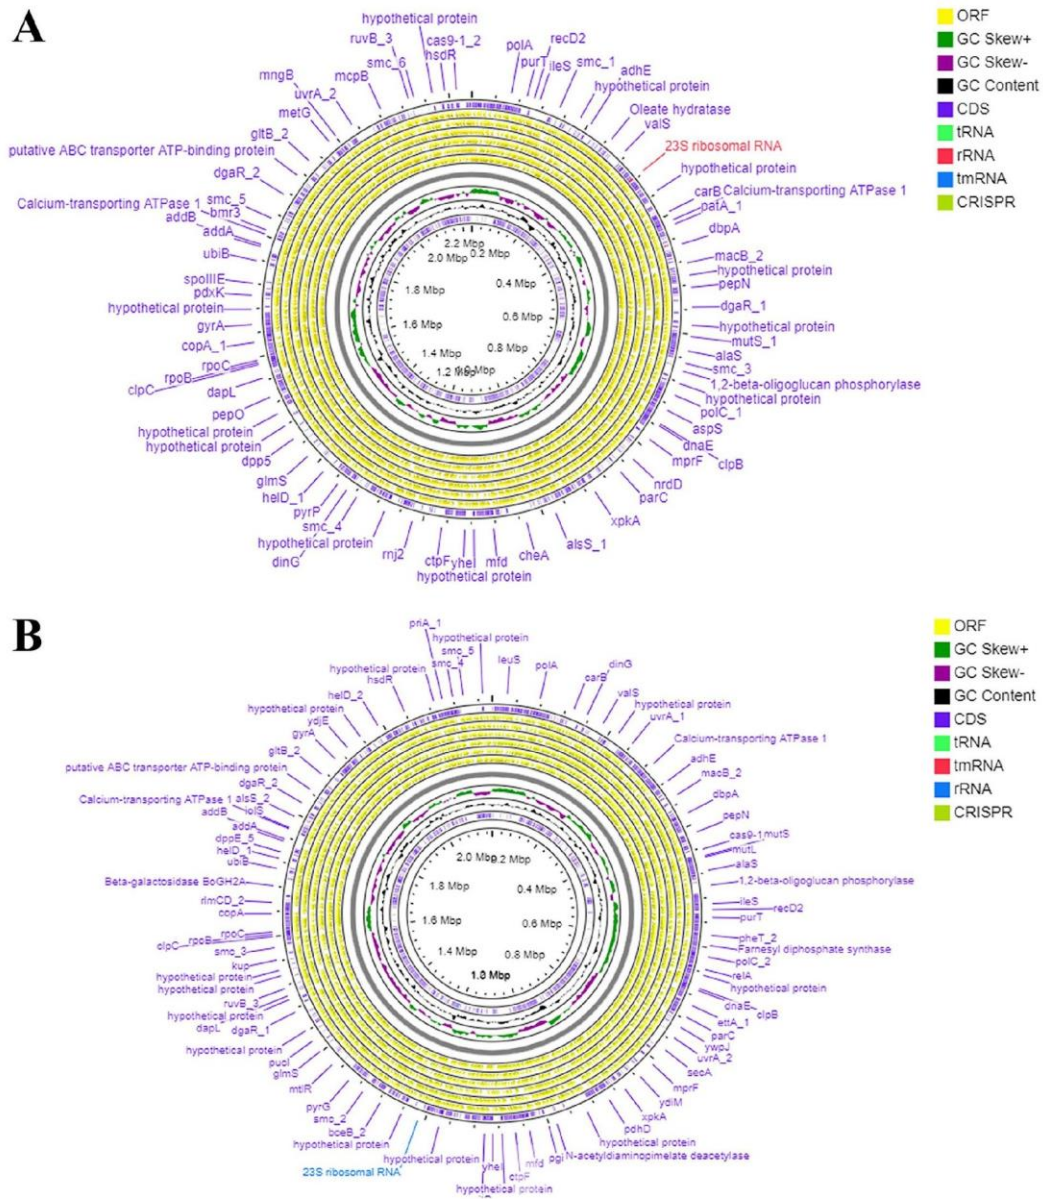 A
hypothetical protein
ruvB_3
cas9-1_2
smc_6
hsdR
mngB
mcpB
uvrA_2
metG
gltB_2
putative ABC transporter ATP-binding protein
dgaR_2
smc_5
Calcium-transporting ATPase 1
bmr3
addB
addA
ubiB
spoIIIE
pdxK
hypothetical protein
gyrA
copA_1
rpoC
rpoB
clpC
dapL
pepO
hypothetical protein
hypothetical protein
dpp5
glmS
helD_1
pyrP
smc_4
hypothetical protein
dinG
rnj2
ctpF
yheI
mfd
hypothetical protein
cheA
alsS_1
xpkA
parC
nrdD
mprF
clpB
dnaE
aspS
polC_1
hypothetical protein
1,2-beta-oligoglucan phosphorylase
smc_3
alaS
mutS_1
hypothetical protein
dgaR_1
pepN
hypothetical protein
macB_2
dbpA
patA_1
carB
Calcium-transporting ATPase 1
hypothetical protein
23S ribosomal RNA
valS
Oleate hydratase
hypothetical protein
adhE
smc_1
ileS
purT
recD2
polA
2.2 Mbp
0.2 Mbp
2.0 Mbp
0.4 Mbp
1.8 Mbp
0.6 Mbp
1.6 Mbp
0.8 Mbp
1.4 Mbp
1.2 Mbp
ORF
GC Skew+
GC Skew-
GC Content
CDS
tRNA
rRNA
tmRNA
CRISPR
B
priA_1
hypothetical protein
smc_5
smc_4
hypothetical protein
hsdR
helD_2
hypothetical protein
ydjE
gyrA
gltB_2
putative ABC transporter ATP-binding protein
dgaR_2
Calcium-transporting ATPase 1
alsS_2
iolS
addB
addA
dppE_5
helD_1
ubiB
Beta-galactosidase BoGH2A
rlmCD_2
copA
rpoC
rpoB
clpC
smc_3
kup
hypothetical protein
hypothetical protein
ruvB_3
hypothetical protein
dapL
dgaR_1
hypothetical protein
pucI
glmS
mtlR
pyrG
smc_2
bceB_2
hypothetical protein
23S ribosomal RNA
hypothetical protein
yheI
hypothetical protein
ctpF
mfd
pgi
N-acetyldiaminopimelate deacetylase
hypothetical protein
pdhD
xpkA
ydiM
mprF
secA
uvrA_2
ywpJ
parC
ettA_1
clpB
dnaE
hypothetical protein
relA
polC_2
Farnesyl diphosphate synthase
pheT_2
purT
recD2
ileS
1,2-beta-oligoglucan phosphorylase
alaS
mutL
cas9-1
mutS
pepN
dbpA
macB_2
adhE
Calcium-transporting ATPase 1
uvrA_1
hypothetical protein
valS
dinG
carB
polA
leuS
2.0 Mbp
0.2 Mbp
1.8 Mbp
0.4 Mbp
1.6 Mbp
0.6 Mbp
1.4 Mbp
0.8 Mbp
ORF
GC Skew+
GC Skew-
GC Content
CDS
tRNA
tmRNA
rRNA
CRISPR